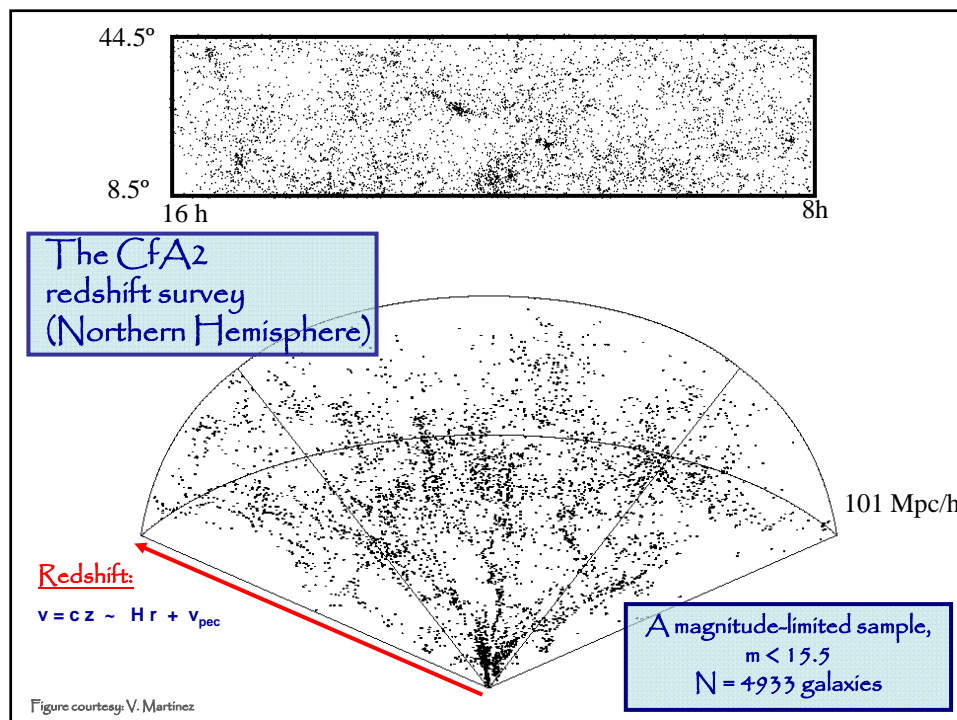 44.5º
8.5º
16 h
8h
The CfA2
redshift survey
(Northern Hemisphere)
101 Mpc/h
Redshift:
v = c z ~ H r + vpec
A magnitude-limited sample,
m < 15.5
N = 4933 galaxies
Figure courtesy: V. Martínez